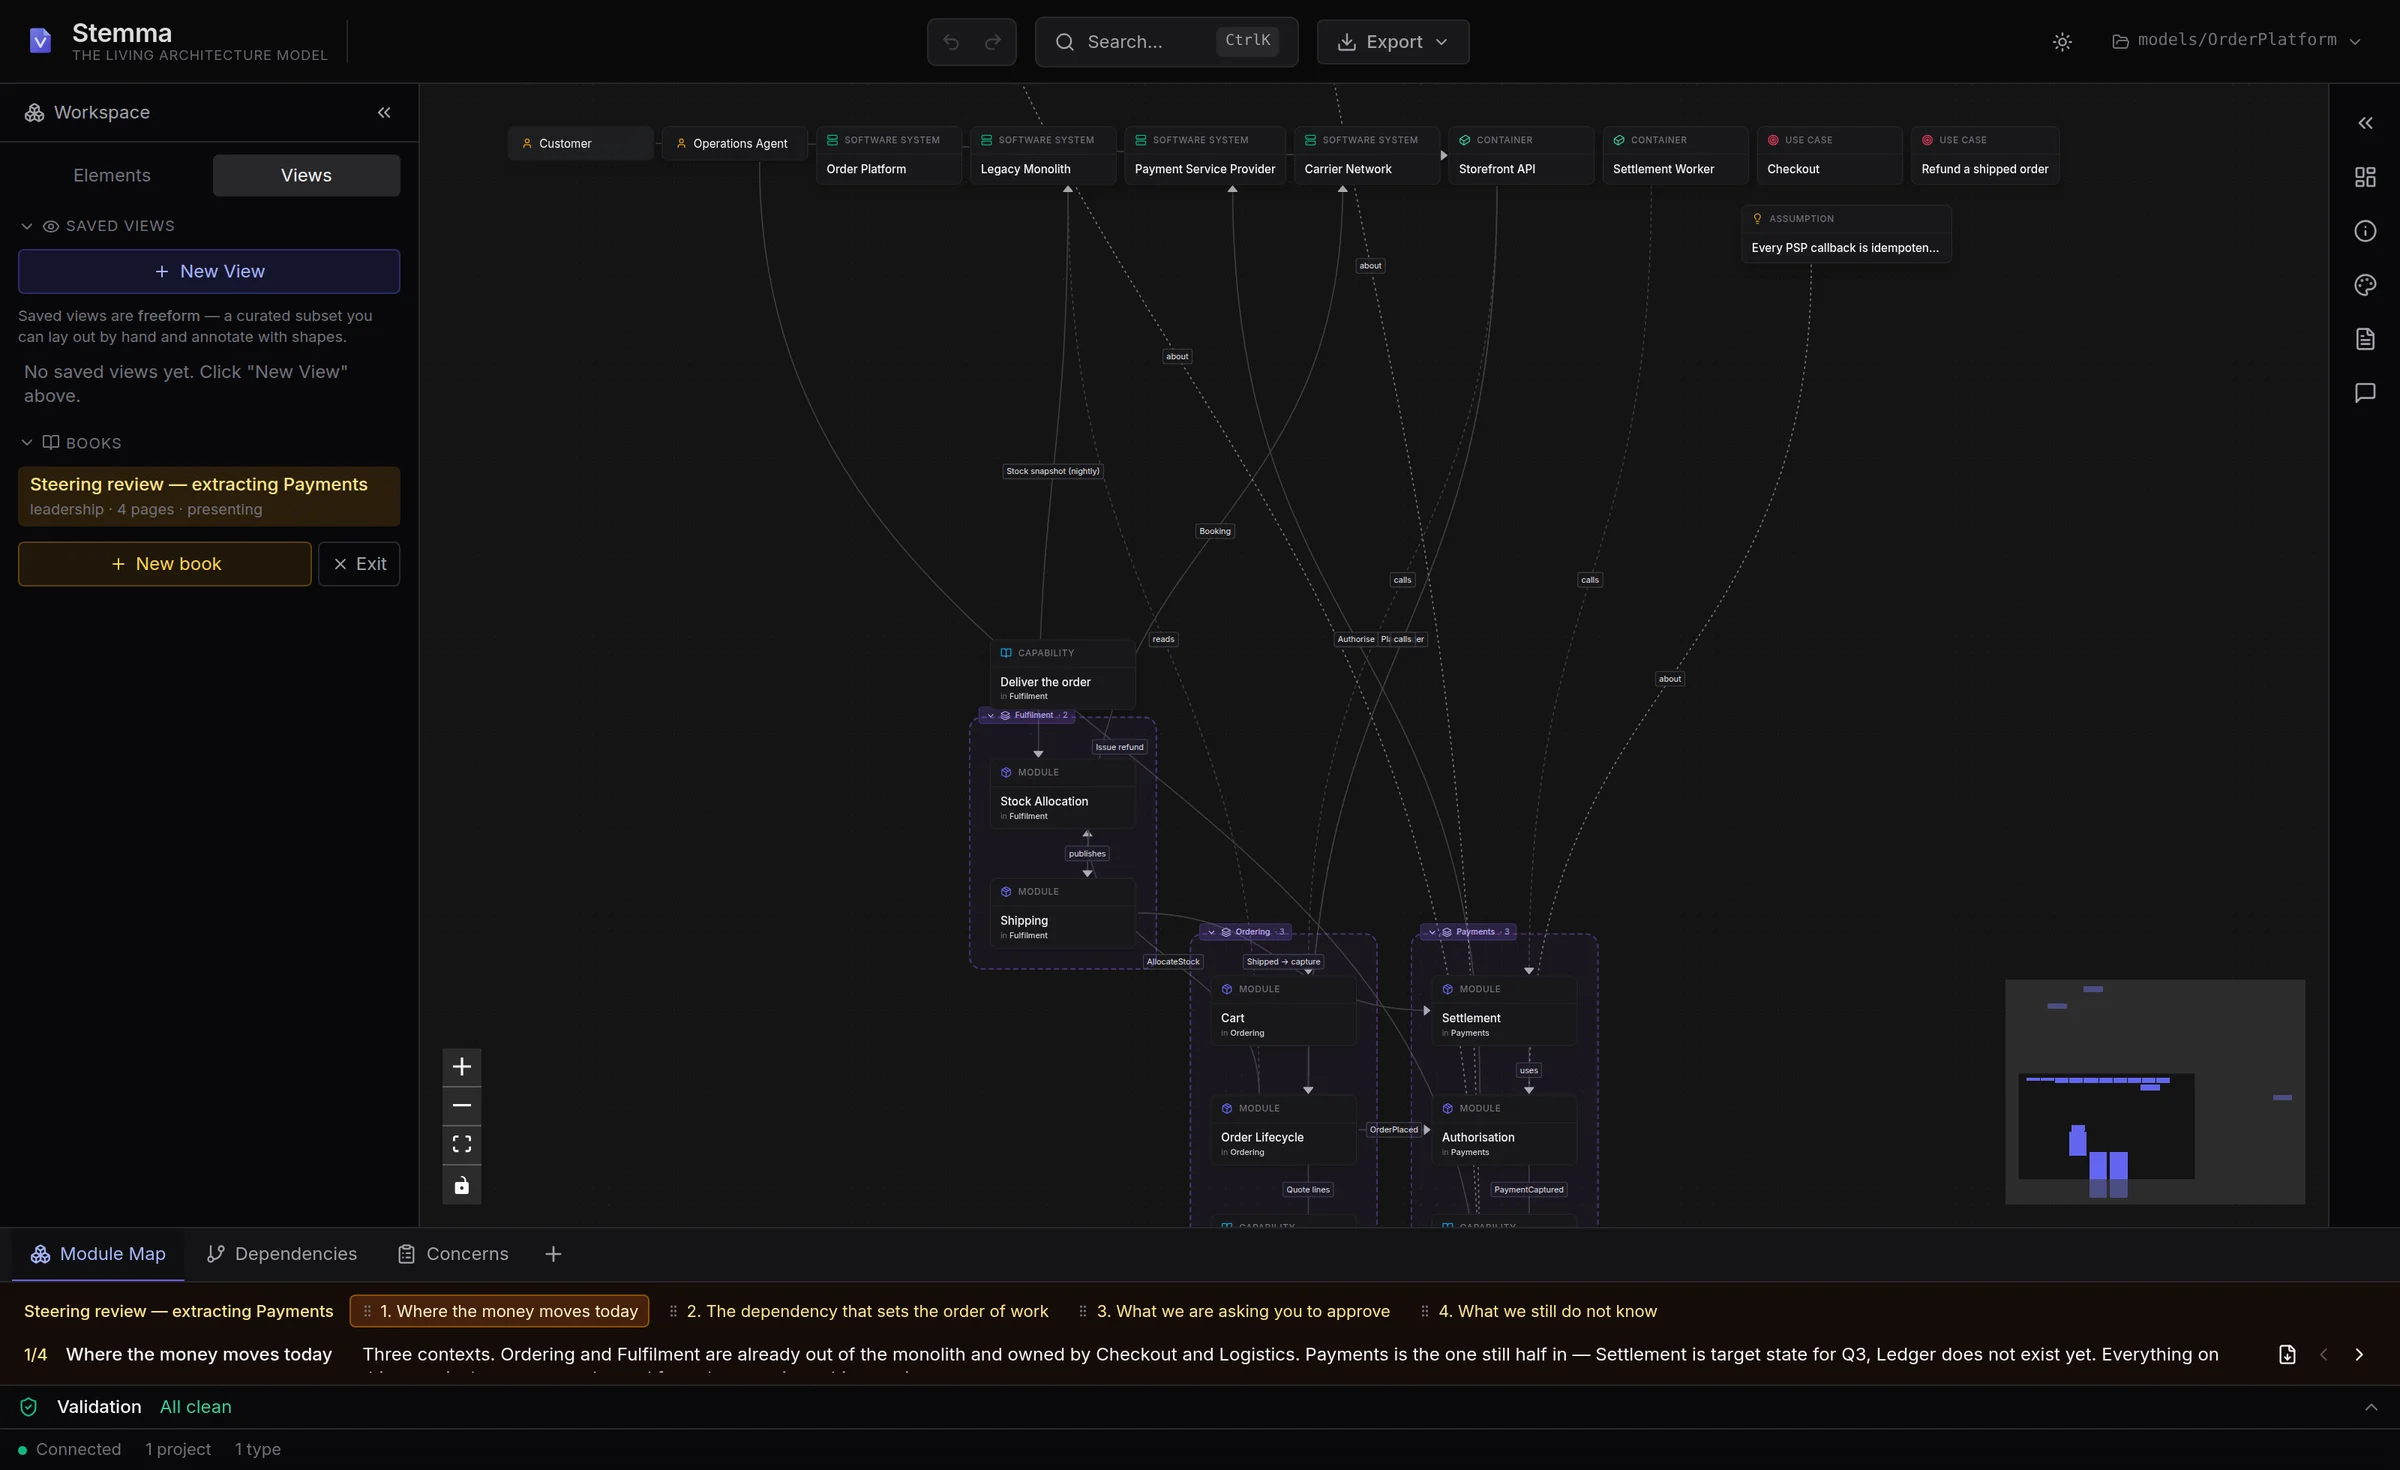 Stemma
THE LIVING ARCHITECTURE MODEL
Search...
CtrlK
Export
models/OrderPlatform
Workspace
Elements
Views
SAVED VIEWS
+ New View
Saved views are freeform — a curated subset you
can lay out by hand and annotate with shapes.
No saved views yet. Click "New View"
above.
BOOKS
Steering review — extracting Payments
leadership · 4 pages · presenting
+ New book
Exit
Customer
Operations Agent
SOFTWARE SYSTEM
Order Platform
SOFTWARE SYSTEM
Legacy Monolith
SOFTWARE SYSTEM
Payment Service Provider
SOFTWARE SYSTEM
Carrier Network
CONTAINER
Storefront API
CONTAINER
Settlement Worker
USE CASE
Checkout
USE CASE
Refund a shipped order
ASSUMPTION
Every PSP callback is idempoten...
about
about
Stock snapshot (nightly)
Booking
calls
calls
reads
Authorise
calls
about
CAPABILITY
Deliver the order
in Fulfilment
Fulfilment · 2
Issue refund
MODULE
Stock Allocation
in Fulfilment
publishes
MODULE
Shipping
in Fulfilment
AllocateStock
Ordering · 3
Shipped → capture
MODULE
Cart
in Ordering
MODULE
Order Lifecycle
in Ordering
Quote lines
CAPABILITY
OrderPlaced
Payments · 3
MODULE
Settlement
in Payments
uses
MODULE
Authorisation
in Payments
PaymentCaptured
CAPABILITY
Module Map
Dependencies
Concerns
Steering review — extracting Payments
1. Where the money moves today
2. The dependency that sets the order of work
3. What we are asking you to approve
4. What we still do not know
1/4 Where the money moves today
Three contexts. Ordering and Fulfilment are already out of the monolith and owned by Checkout and Logistics. Payments is the one still half in — Settlement is target state for Q3, Ledger does not exist yet. Everything on
Validation All clean
Connected 1 project 1 type